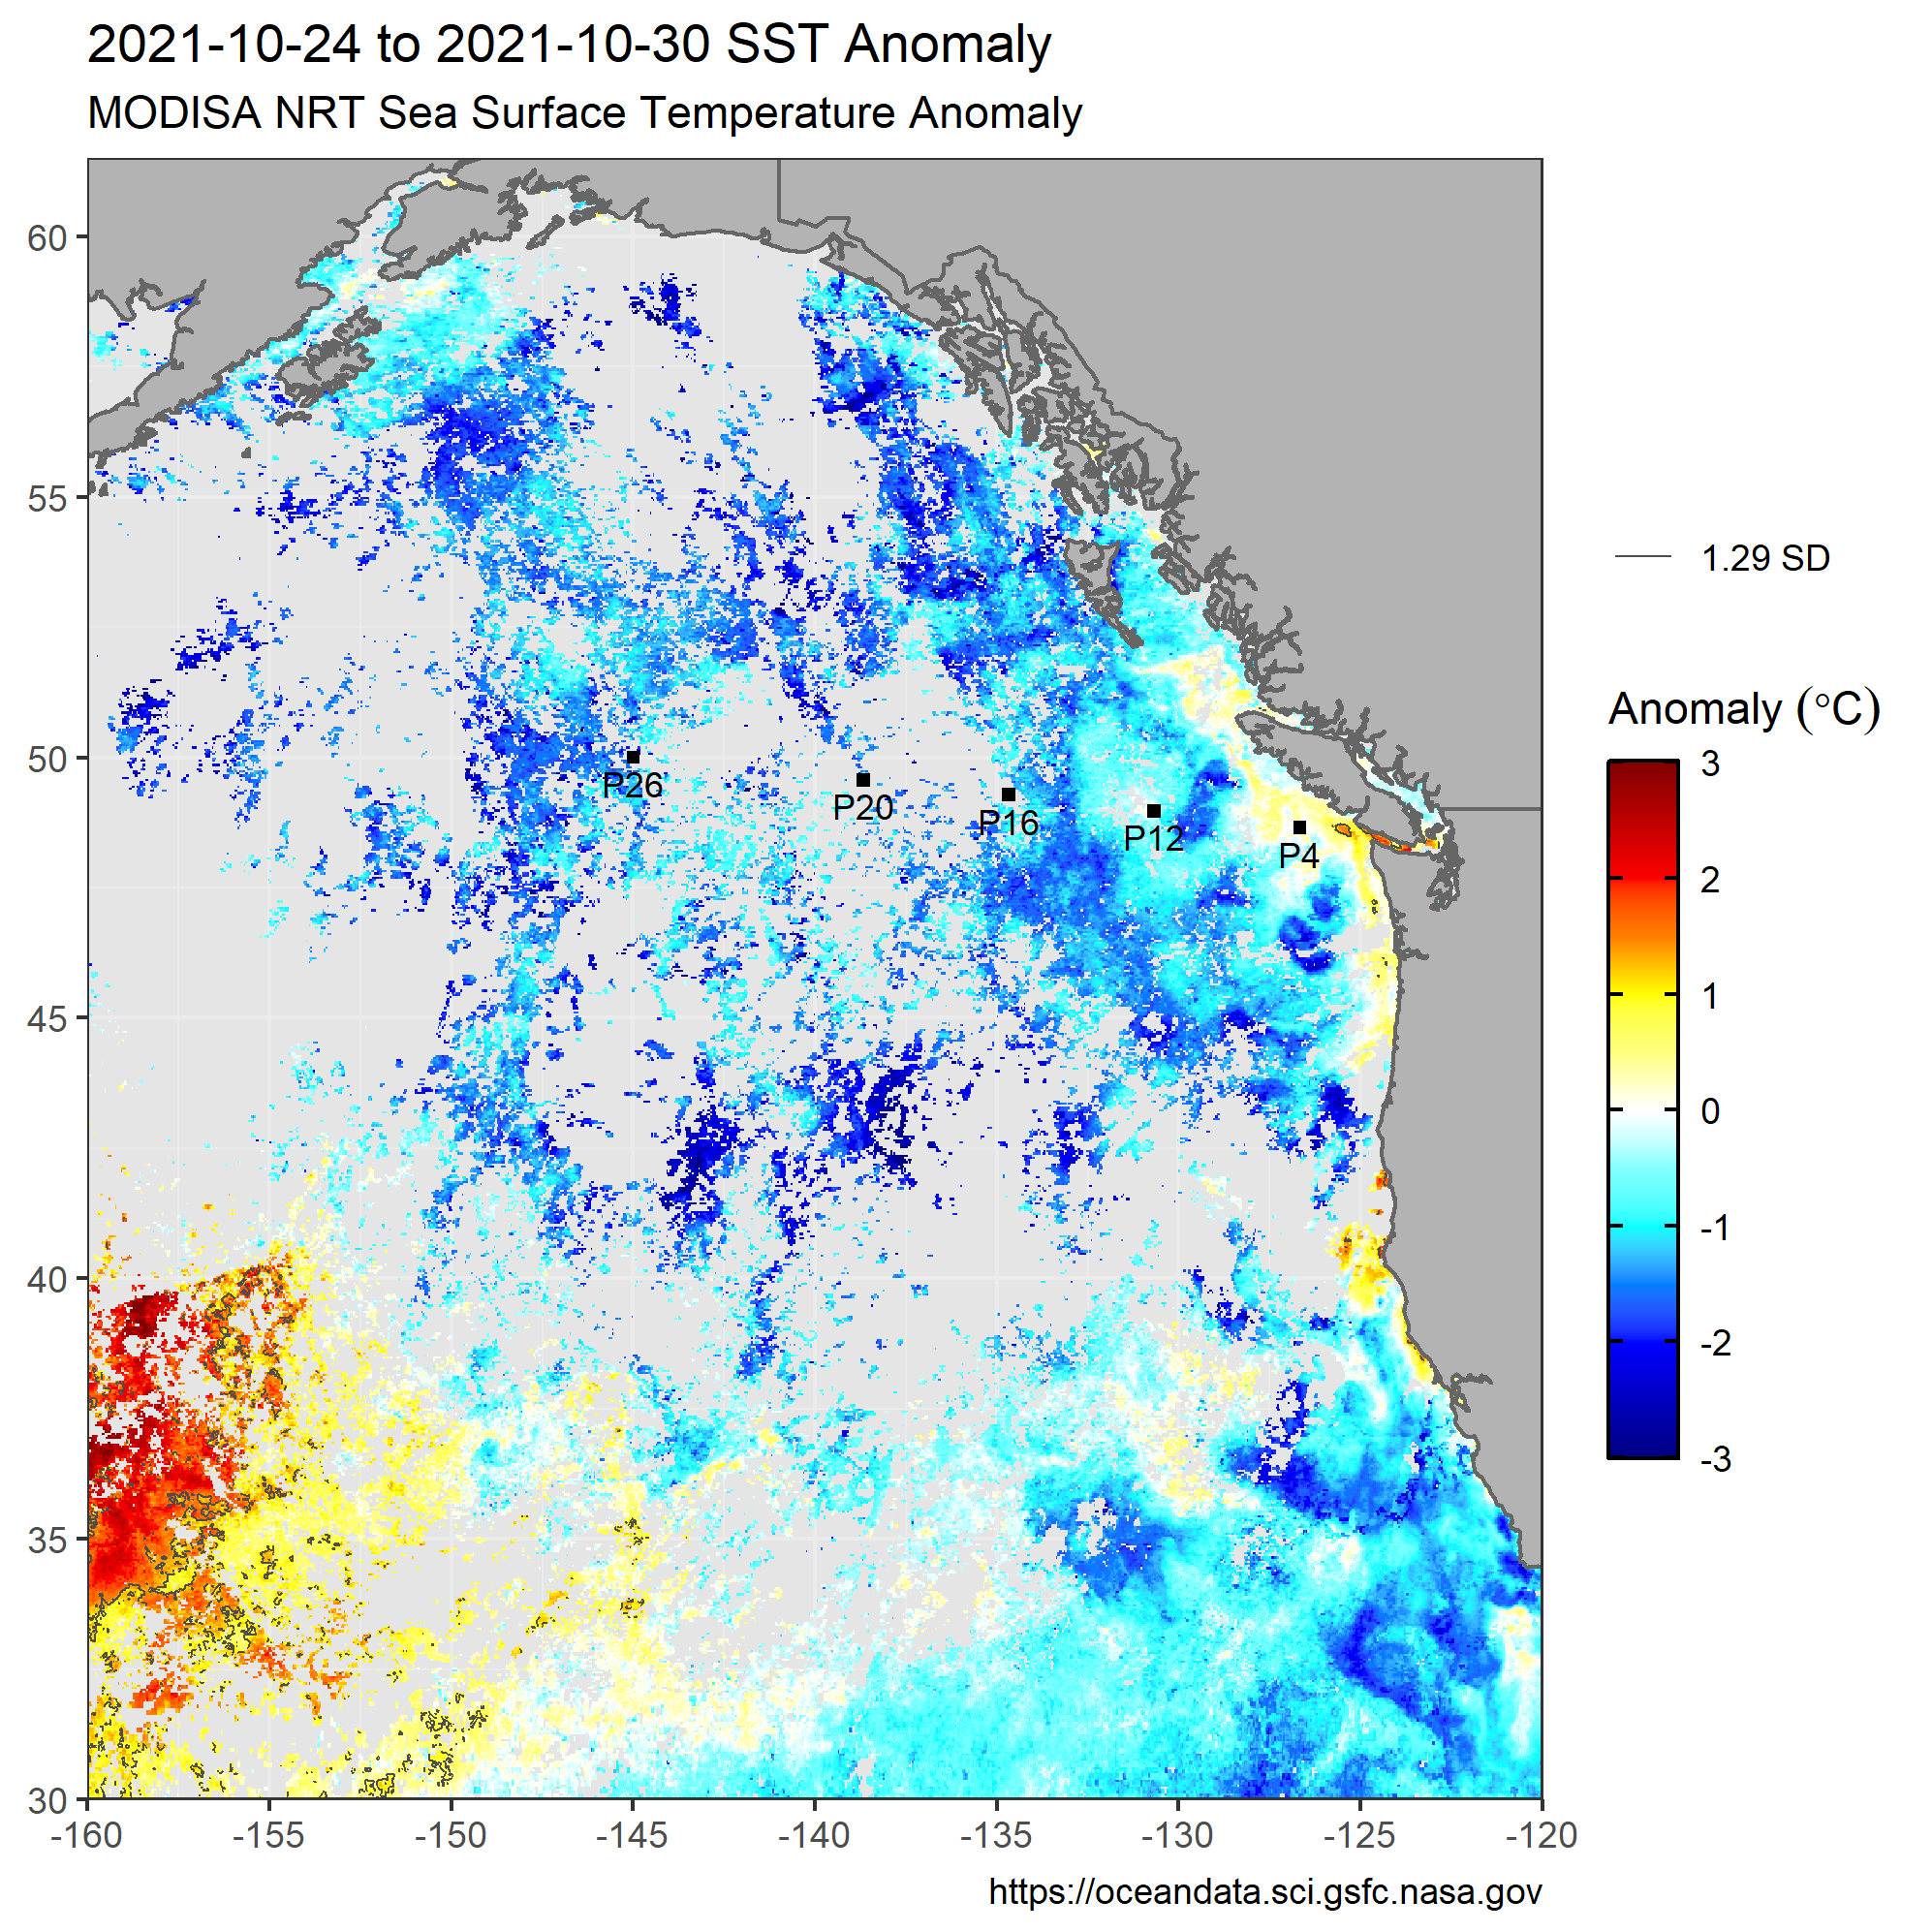 2021-10-24 to 2021-10-30 SST Anomaly
MODISA NRT Sea Surface Temperature Anomaly
60
55
50
45
40
35
30
-160
-155
-150
-145
-140
-135
-130
-125
-120
P26
P20
P16
P12
P4
1.29 SD
Anomaly (°C)
3
2
1
0
-1
-2
-3
https://oceandata.sci.gsfc.nasa.gov